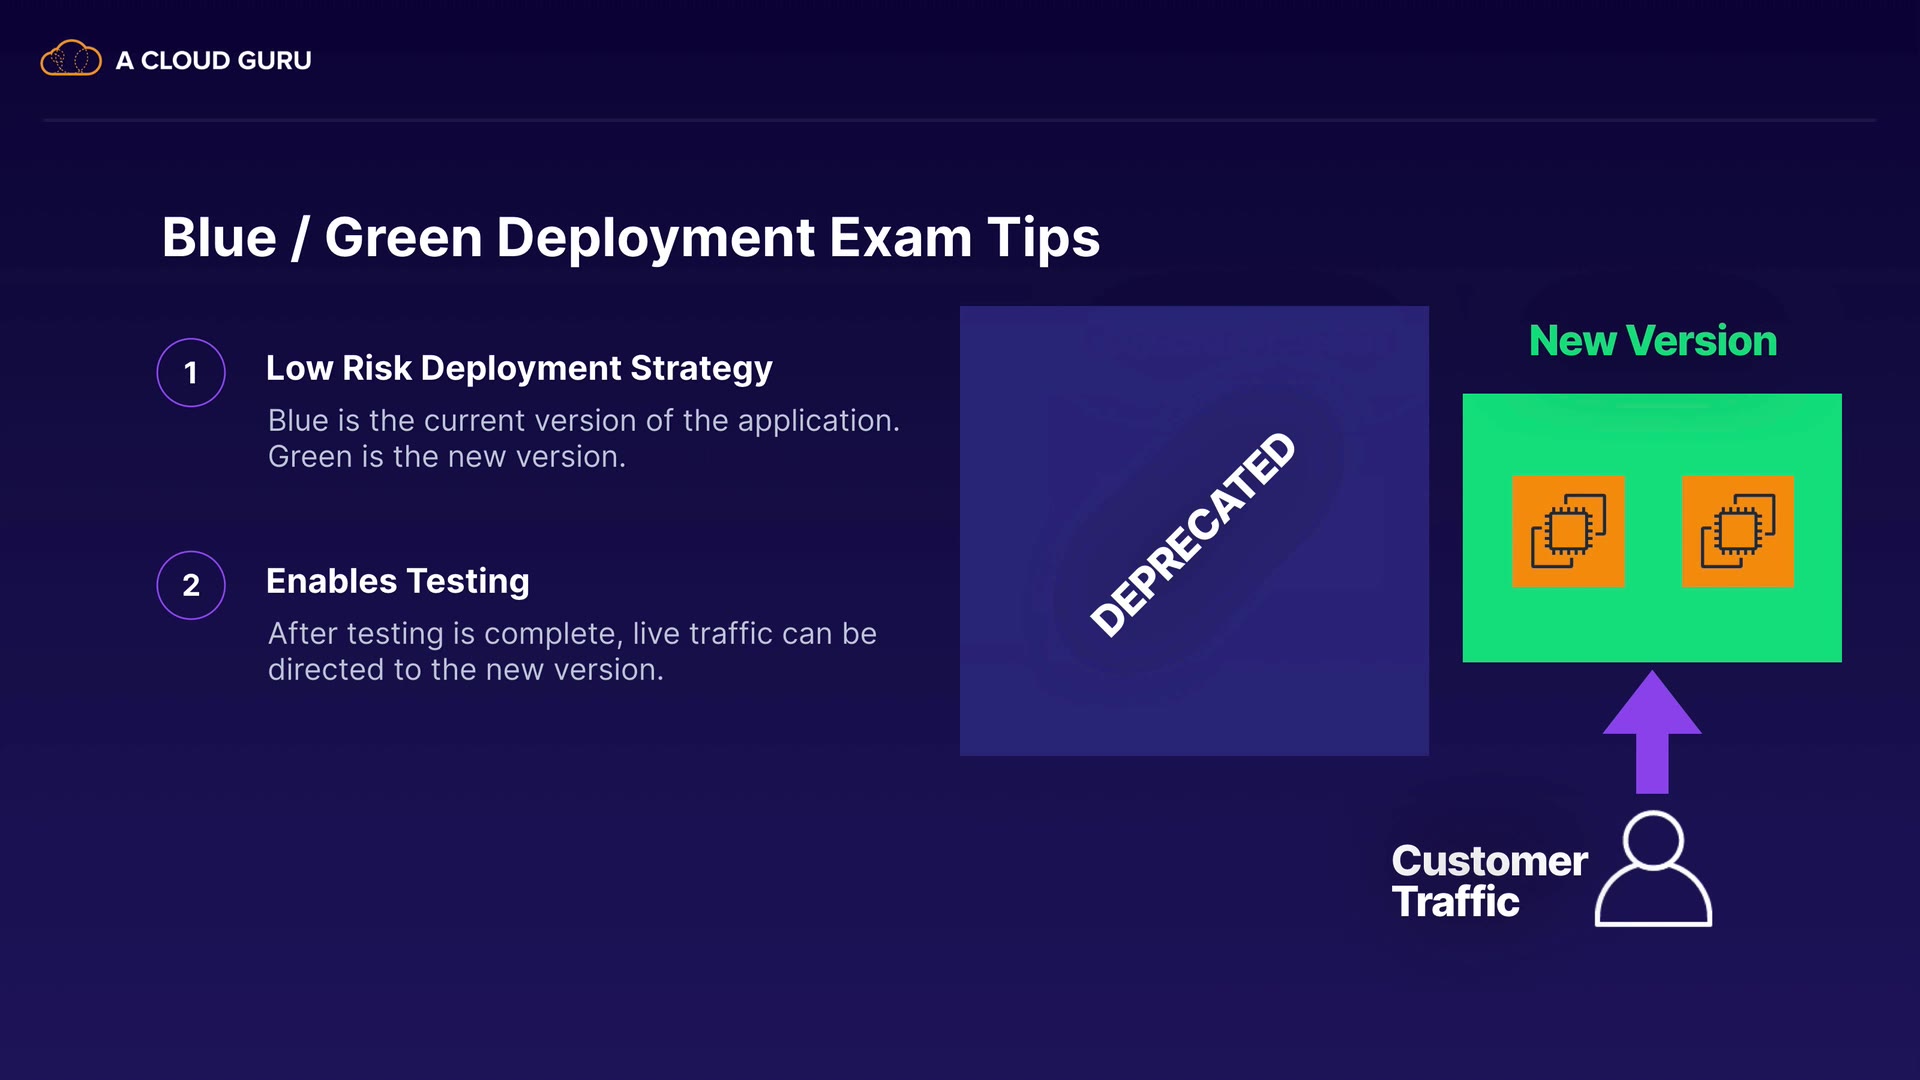 A CLOUD GURU
Blue / Green Deployment Exam Tips
1
Low Risk Deployment Strategy
Blue is the current version of the application.
Green is the new version.
2
Enables Testing
After testing is complete, live traffic can be
directed to the new version.
DEPRECATED
New Version
Customer
Traffic